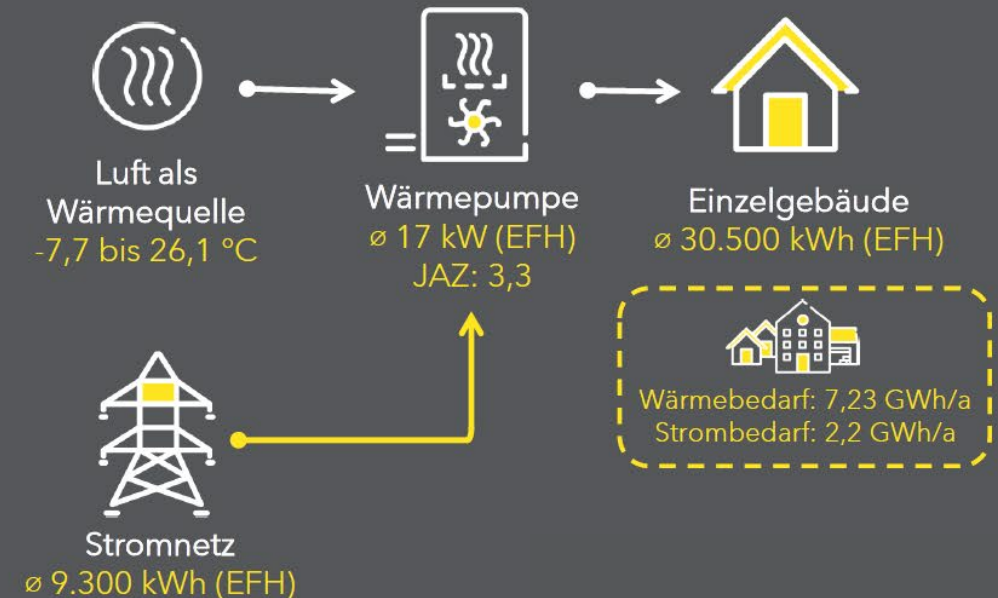 Luft als
Wärmequelle
-7,7 bis 26,1 °C
Wärmepumpe
⌀ 17 kW (EFH)
JAZ: 3,3
Einzelgebäude
⌀ 30.500 kWh (EFH)
Wärmebedarf: 7,23 GWh/a
Strombedarf: 2,2 GWh/a
Stromnetz
⌀ 9.300 kWh (EFH)